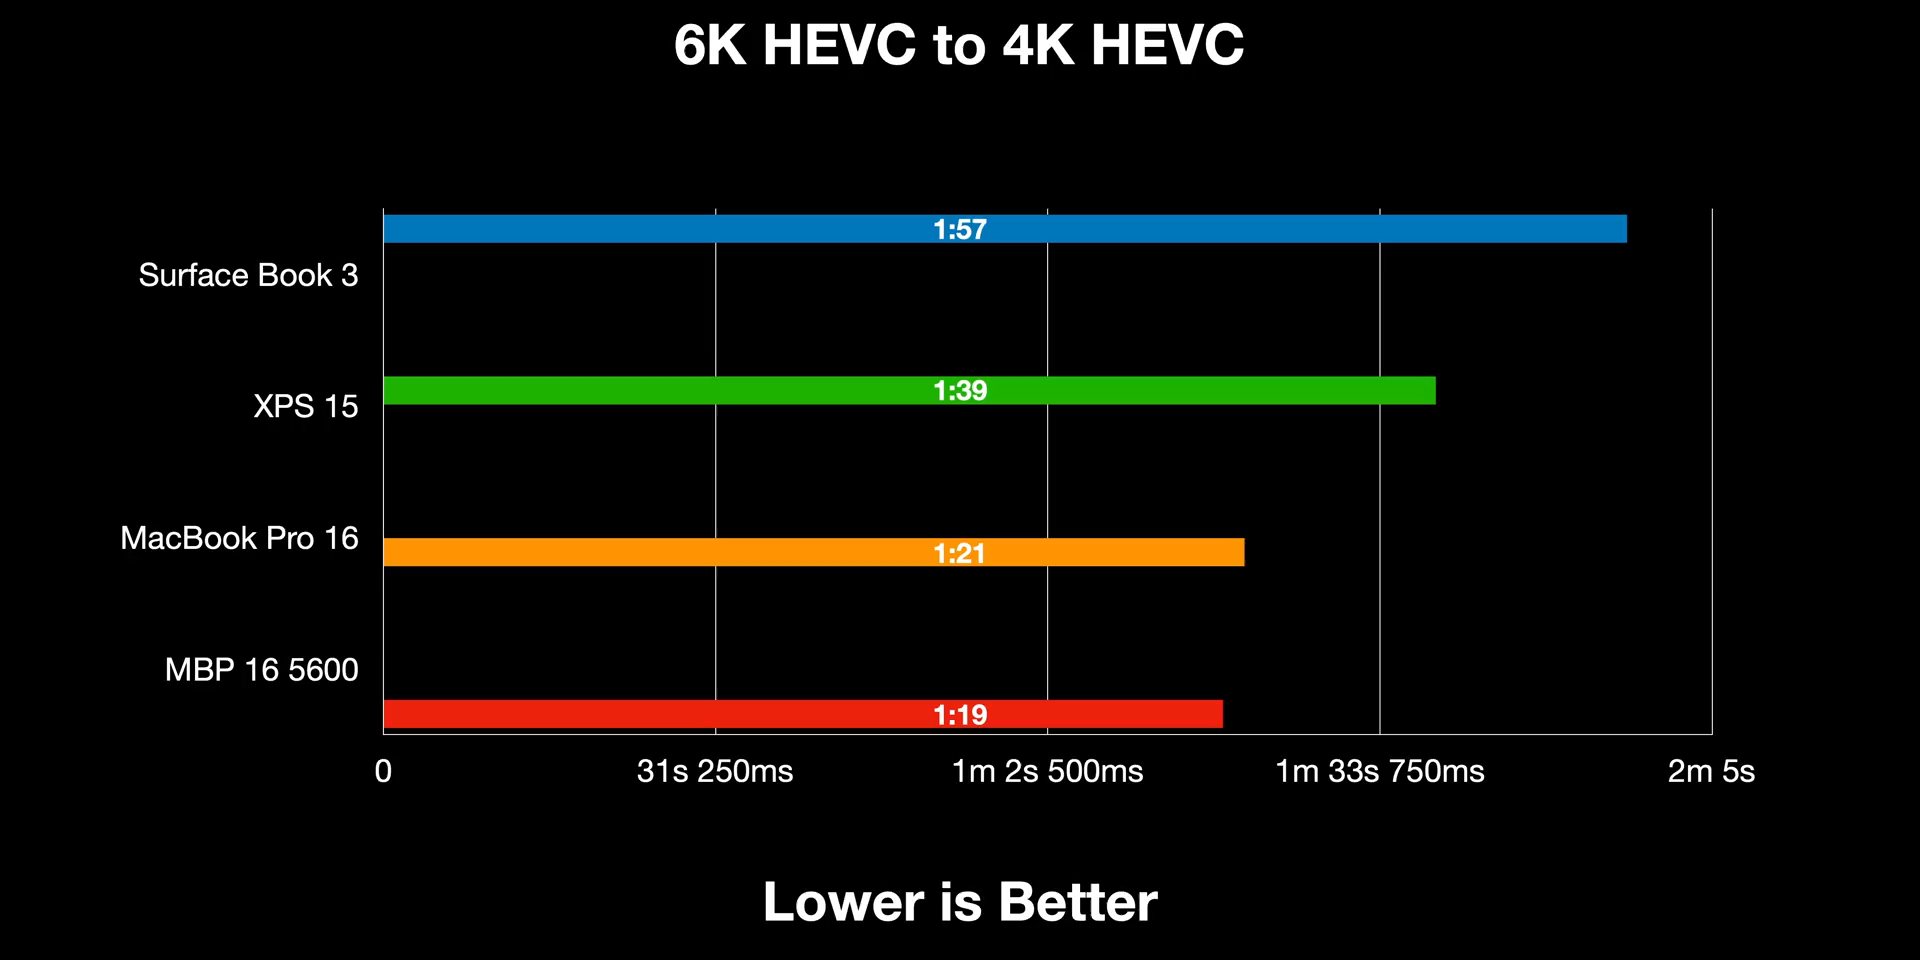 6K HEVC to 4K HEVC
1:57
Surface Book 3
1:39
XPS 15
MacBook Pro 16
1:21
MBP 16 5600
1:19
0 31s 250ms 1m 2s 500ms 1m 33s 750ms 2m 5s
Lower is Better